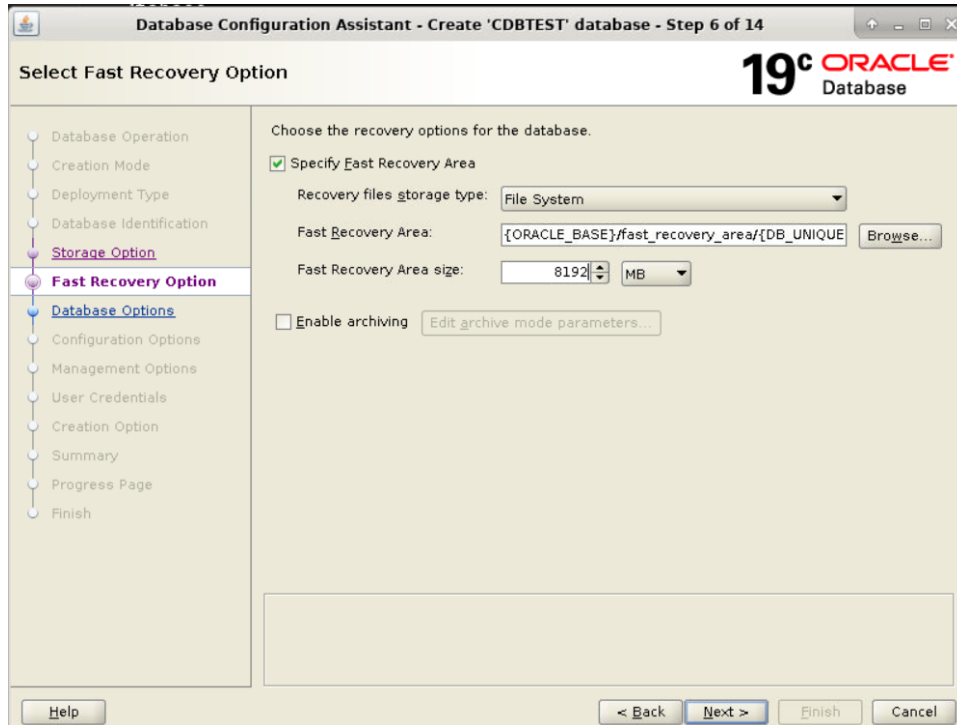 Database Configuration Assistant - Create 'CDBTEST' database - Step 6 of 14
Select Fast Recovery Option
19c ORACLE
Database
Database Operation
Creation Mode
Deployment Type
Database Identification
Storage Option
Fast Recovery Option
Database Options
Configuration Options
Management Options
User Credentials
Creation Option
Summary
Progress Page
Finish
Choose the recovery options for the database.
Specify Fast Recovery Area
Recovery files storage type: File System
Fast Recovery Area: {ORACLE_BASE}/fast_recovery_area/{DB_UNIQUE Browse...
Fast Recovery Area size: 8192 MB
Enable archiving Edit archive mode parameters...
Help < Back Next > Finish Cancel